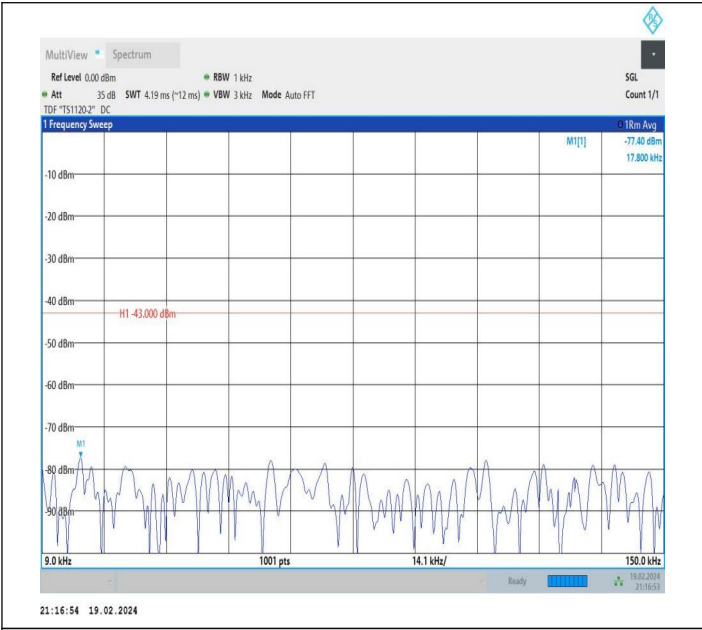 R&S
MultiView Spectrum
Ref Level 0.00 dBm RBW 1 kHz SGL
Att 35 dB SWT 4.19 ms (~12 ms) VBW 3 kHz Mode Auto FFT Count 1/1
TDF "TS1120-2" DC
1 Frequency Sweep 1Rm Avg
M1[1] -77.40 dBm
17.800 kHz
-10 dBm
-20 dBm
-30 dBm
-40 dBm
H1 -43.000 dBm
-50 dBm
-60 dBm
-70 dBm
M1
-80 dBm
-90 dBm
9.0 kHz 1001 pts 14.1 kHz/ 150.0 kHz
Ready 19.02.2024
21:16:53
21:16:54 19.02.2024